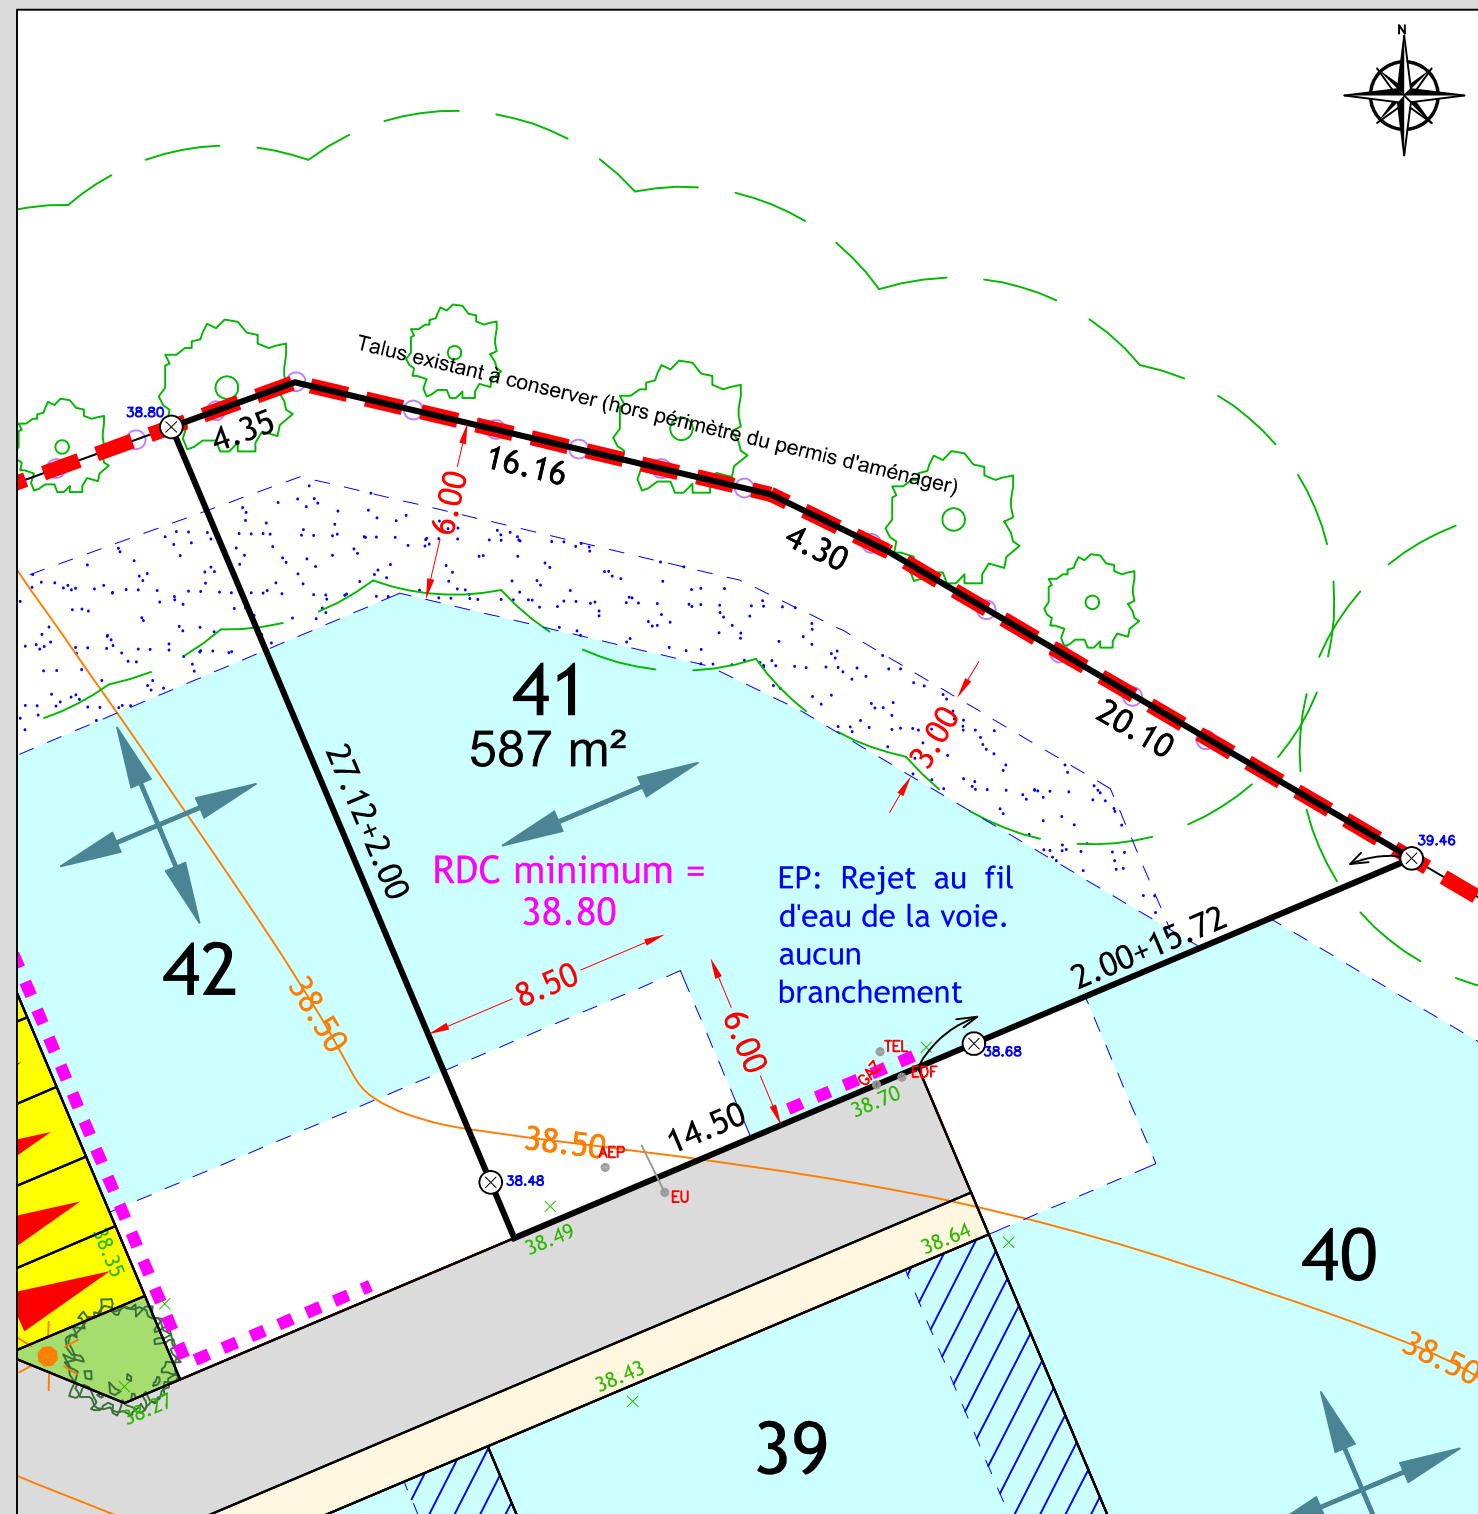 N
Talus existant à conserver (hors périmètre du permis d'aménager)
38.80
4.35
16.16
6.00
4.30
20.10
3.00
39.46
41
587 m²
27.12+2.00
RDC minimum =
38.80
EP: Rejet au fil
d'eau de la voie.
aucun
branchement
2.00+15.72
42
38.50
8.50
6.00
TEL
GAZ
EDF
38.68
38.70
14.50
38.50
AEP
EU
38.48
38.49
38.64
38.35
40
38.50
38.43
38.27
39